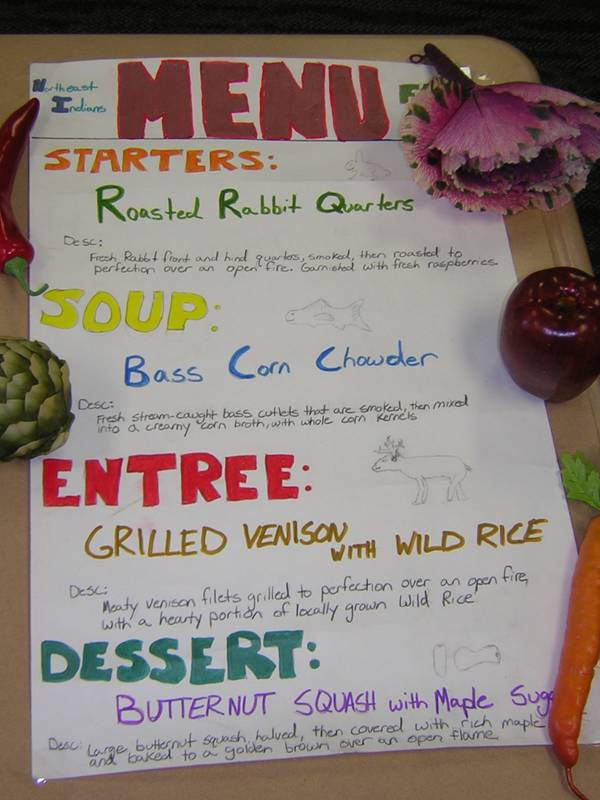 Northeast
Indians
MENU
STARTERS:
Roasted Rabbit Quarters
Desc:
Fresh Rabbit front and hind quarters, smoked, then roasted to
perfection over an open fire. Garnished with fresh raspberries.
SOUP:
Bass Corn Chowder
Desc:
Fresh stream-caught bass cutlets that are smoked, then mixed
into a creamy corn broth, with whole corn kernels
ENTREE:
GRILLED VENISON WITH WILD RICE
Desc:
Meaty venison filets grilled to perfection over an open fire,
with a hearty portion of locally grown Wild Rice
DESSERT:
BUTTERNUT SQUASH with Maple
Desc: Large butternut squash, halved, then covered with rich maple
and baked to a golden brown over an open flame